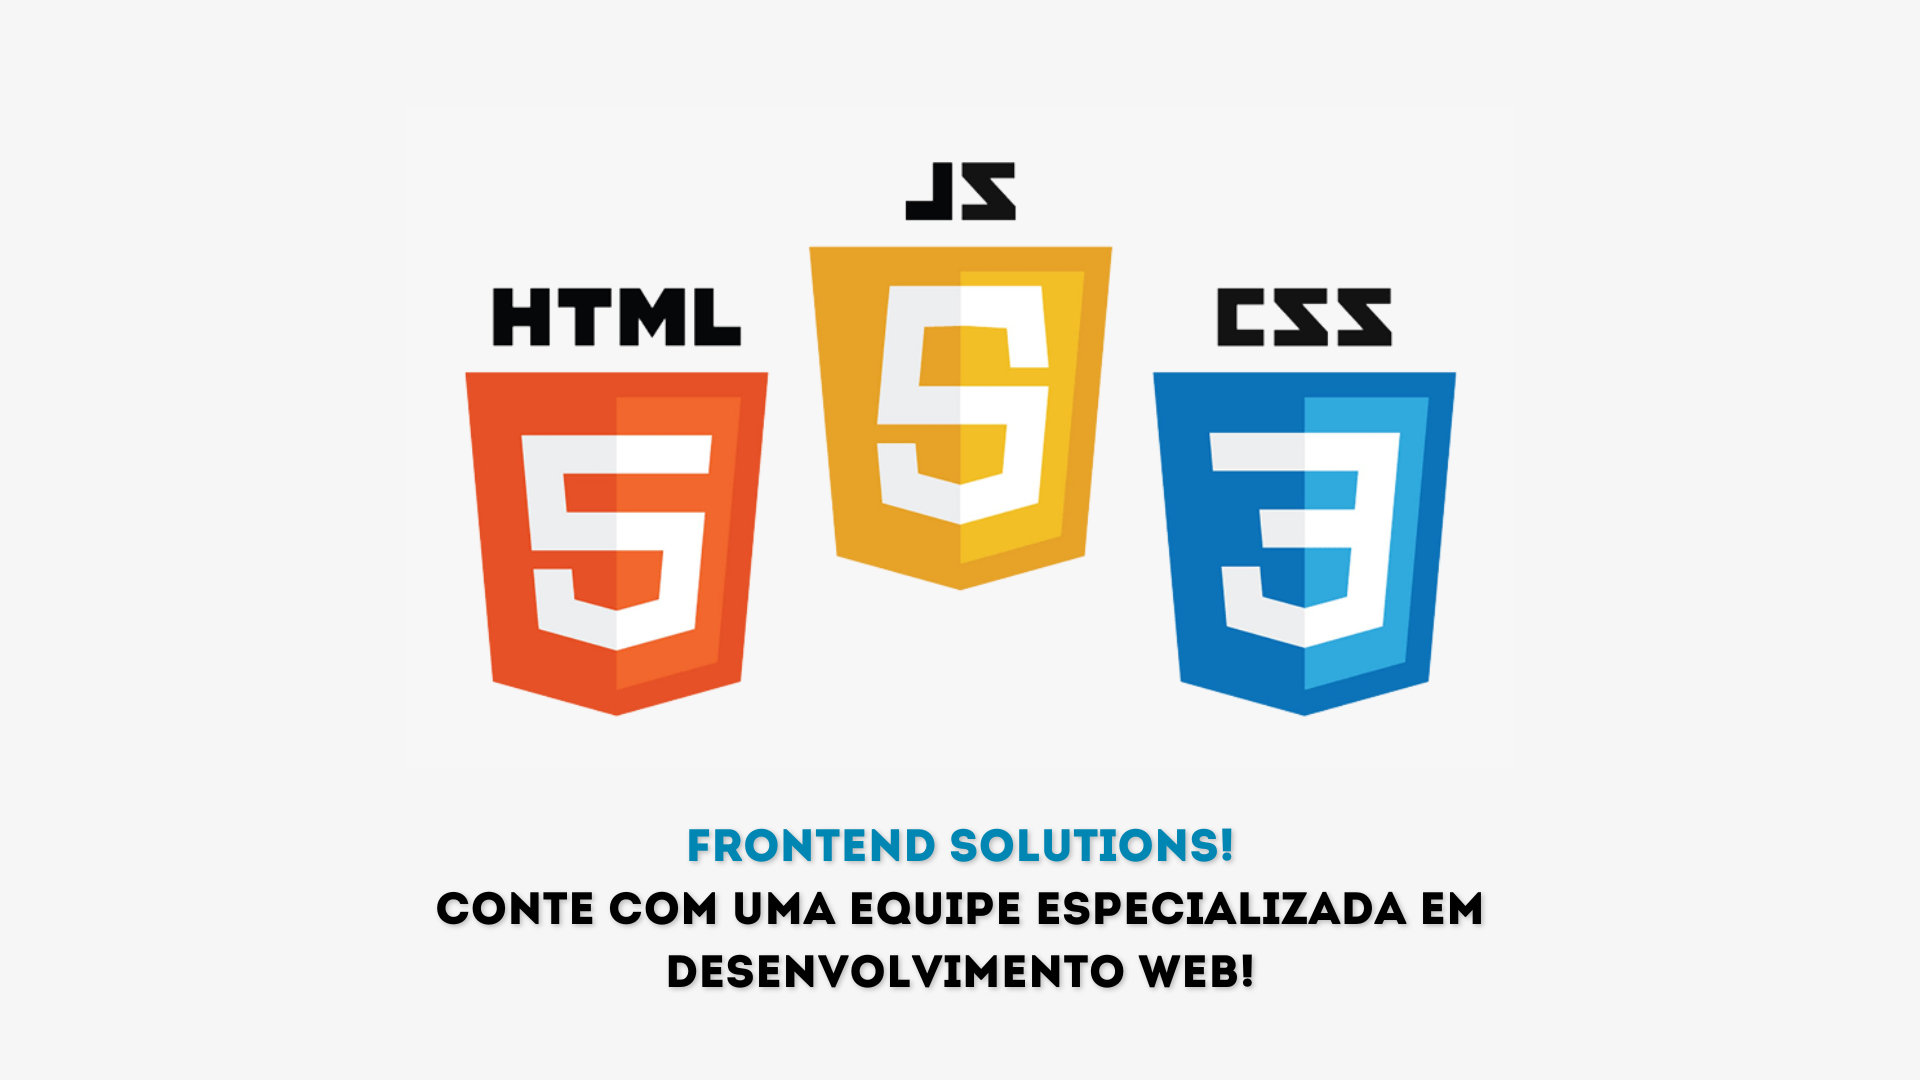 JS
HTML
CSS
5
5
3
FRONTEND SOLUTIONS!
CONTE COM UMA EQUIPE ESPECIALIZADA EM
DESENVOLVIMENTO WEB!